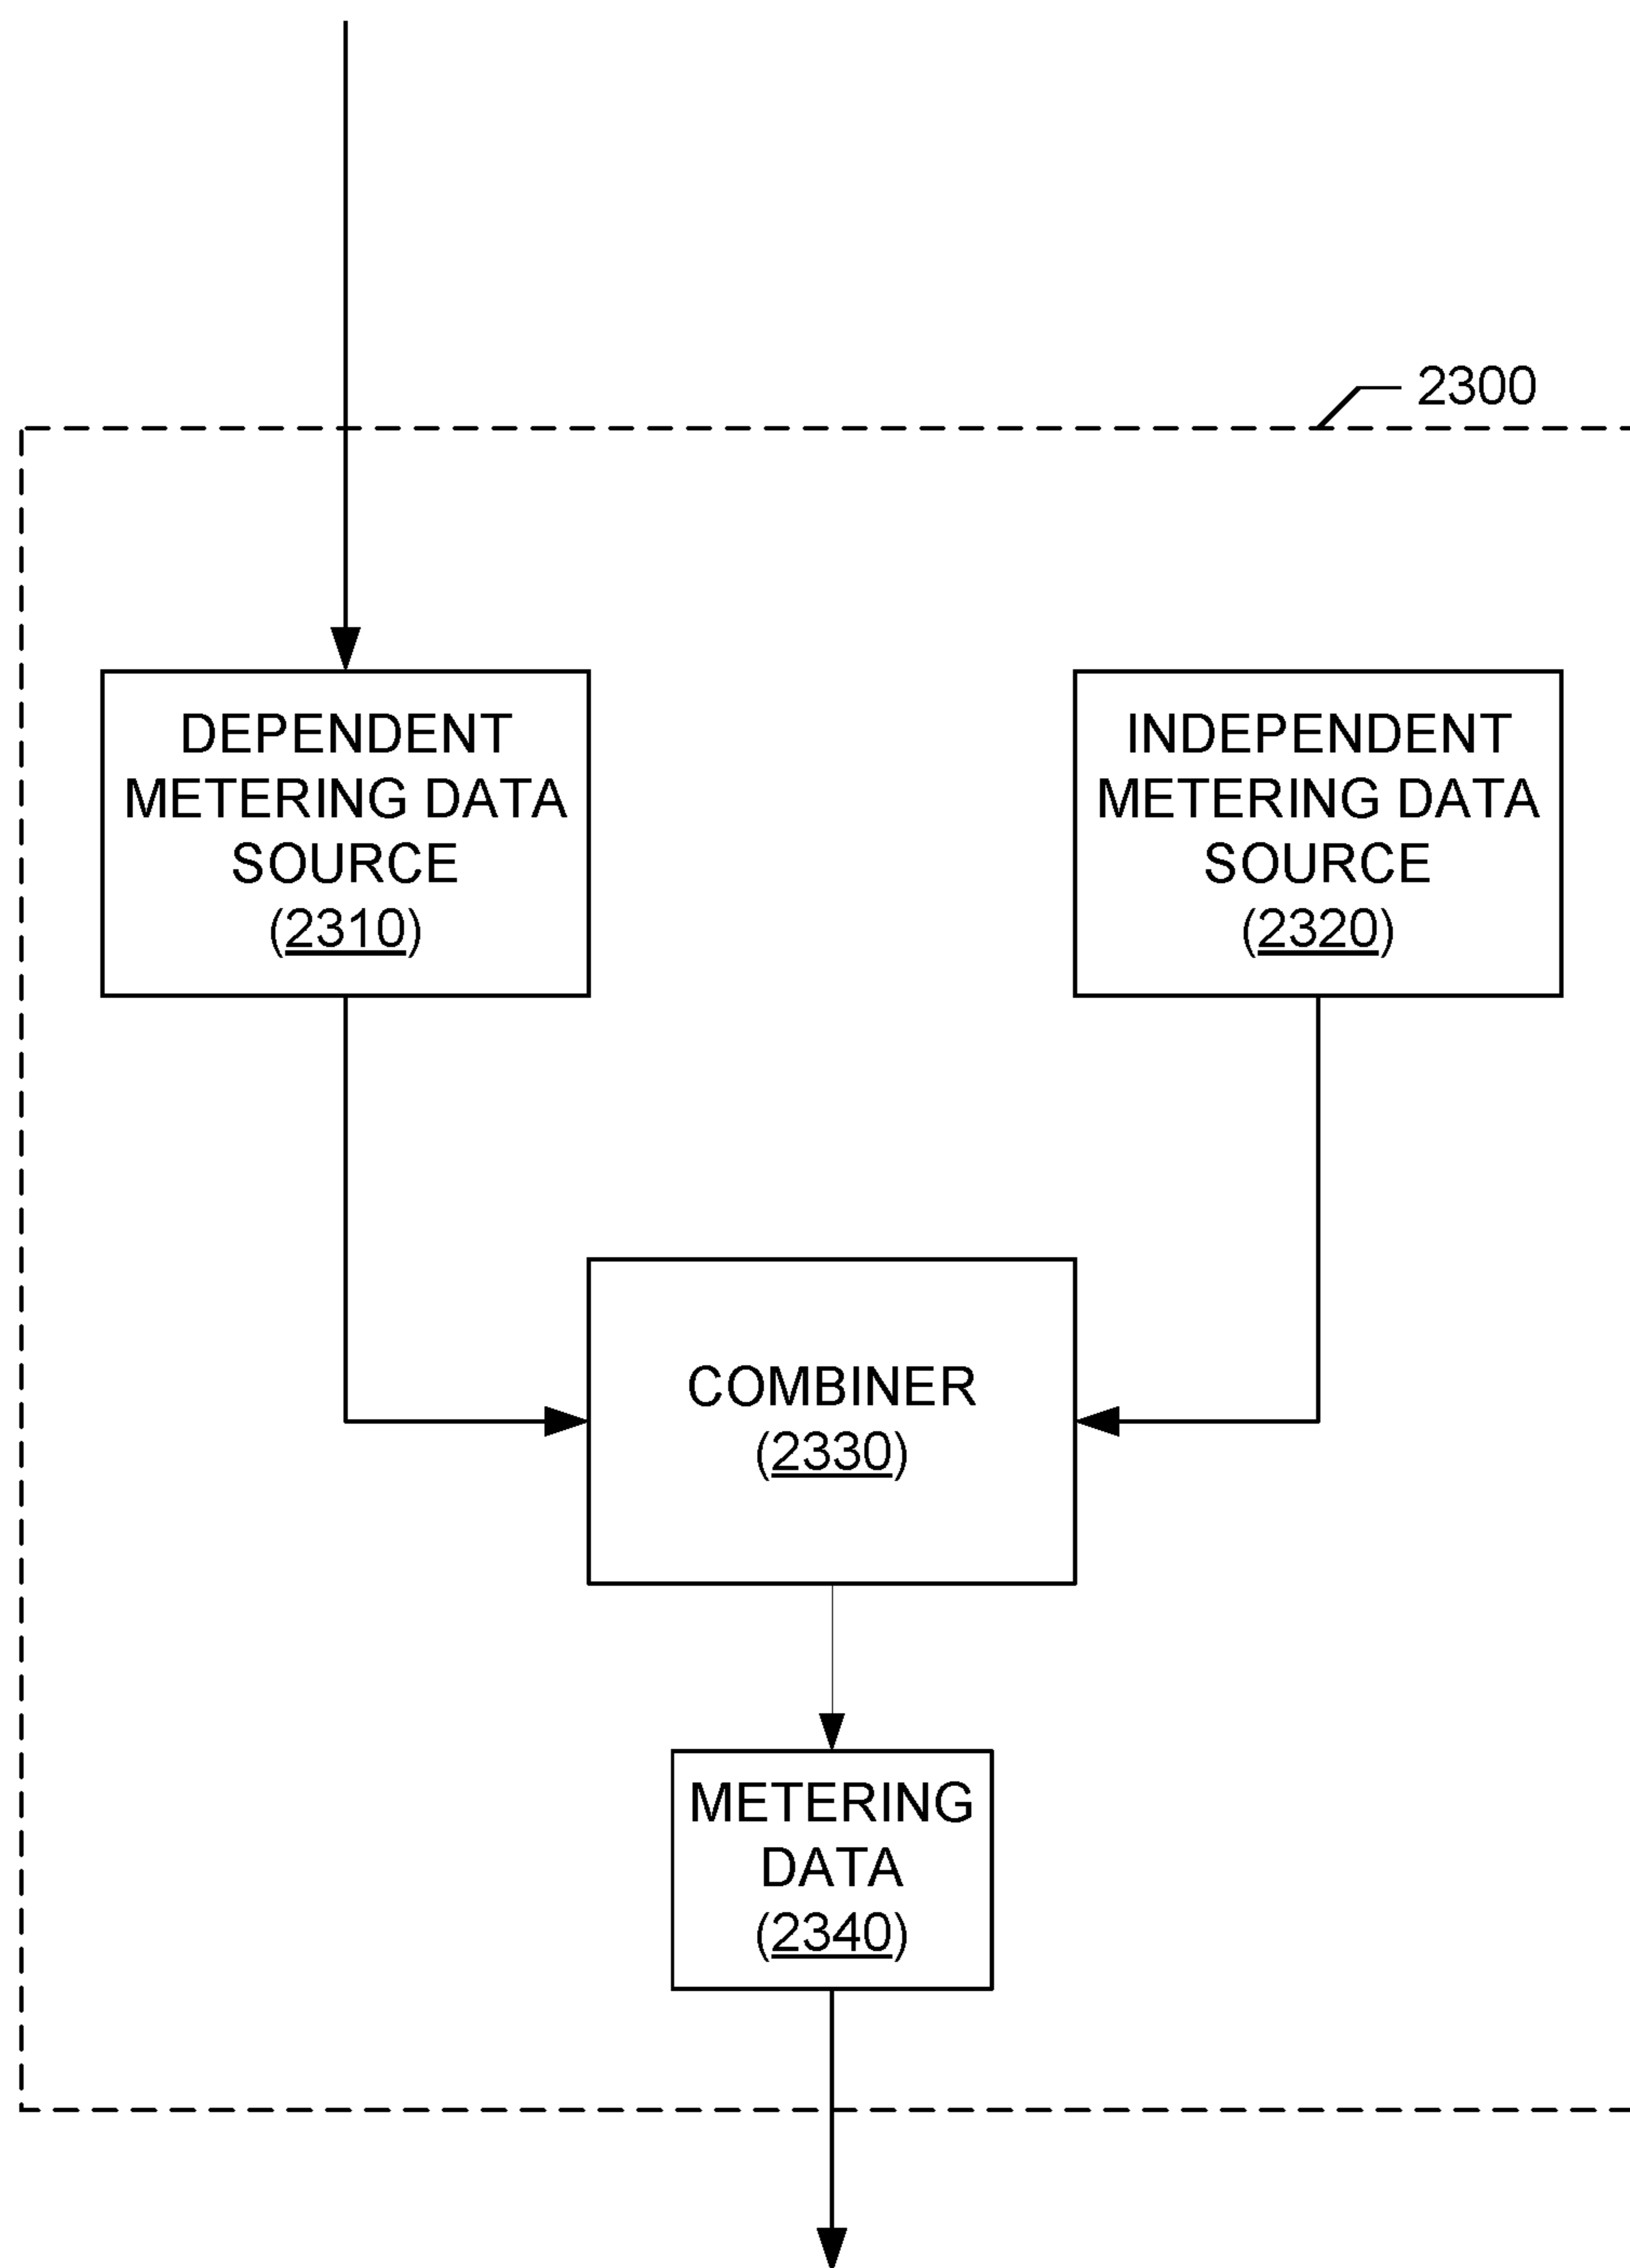 2300
DEPENDENT
METERING DATA
SOURCE
(2310)
INDEPENDENT
METERING DATA
SOURCE
(2320)
COMBINER
(2330)
METERING
DATA
(2340)